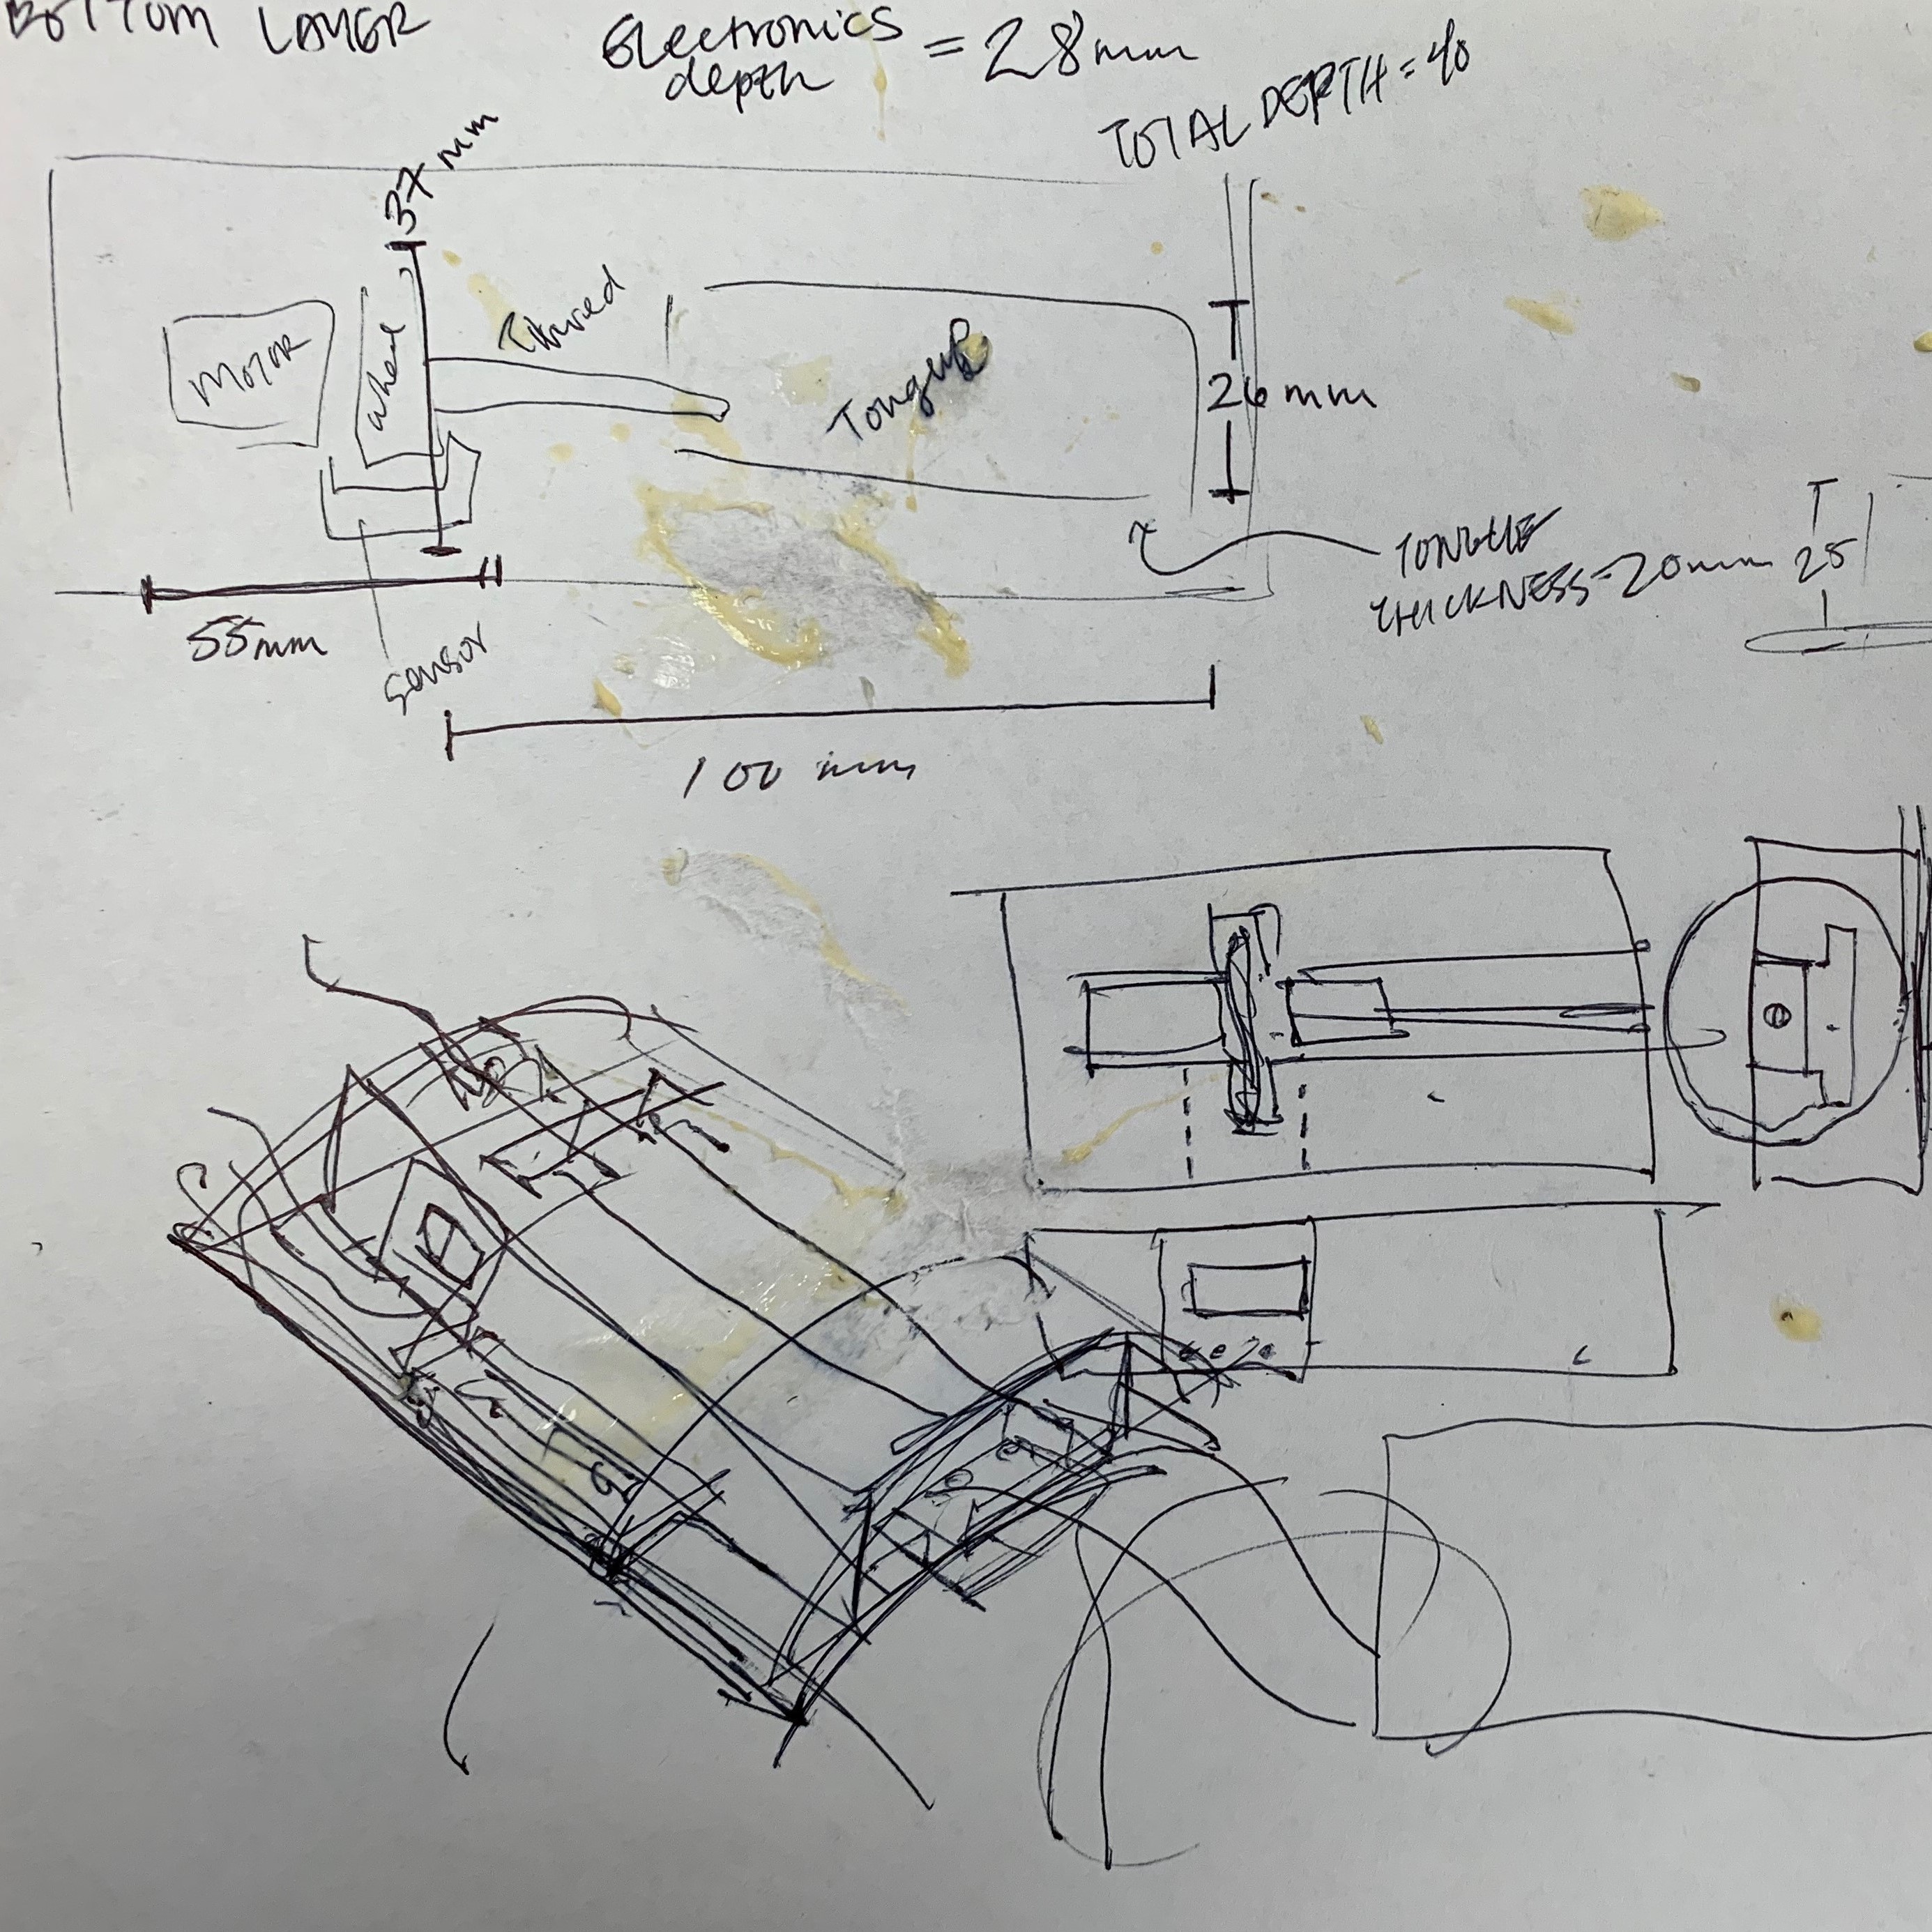 BOTTOM LAYER
Electronics
depth = 28mm
TOTAL DEPTH = 40
37 mm
MOTOR
wheel
Thread
Tongue
26 mm
TONGUE
THICKNESS = 20mm
25
55mm
sensor
100 mm